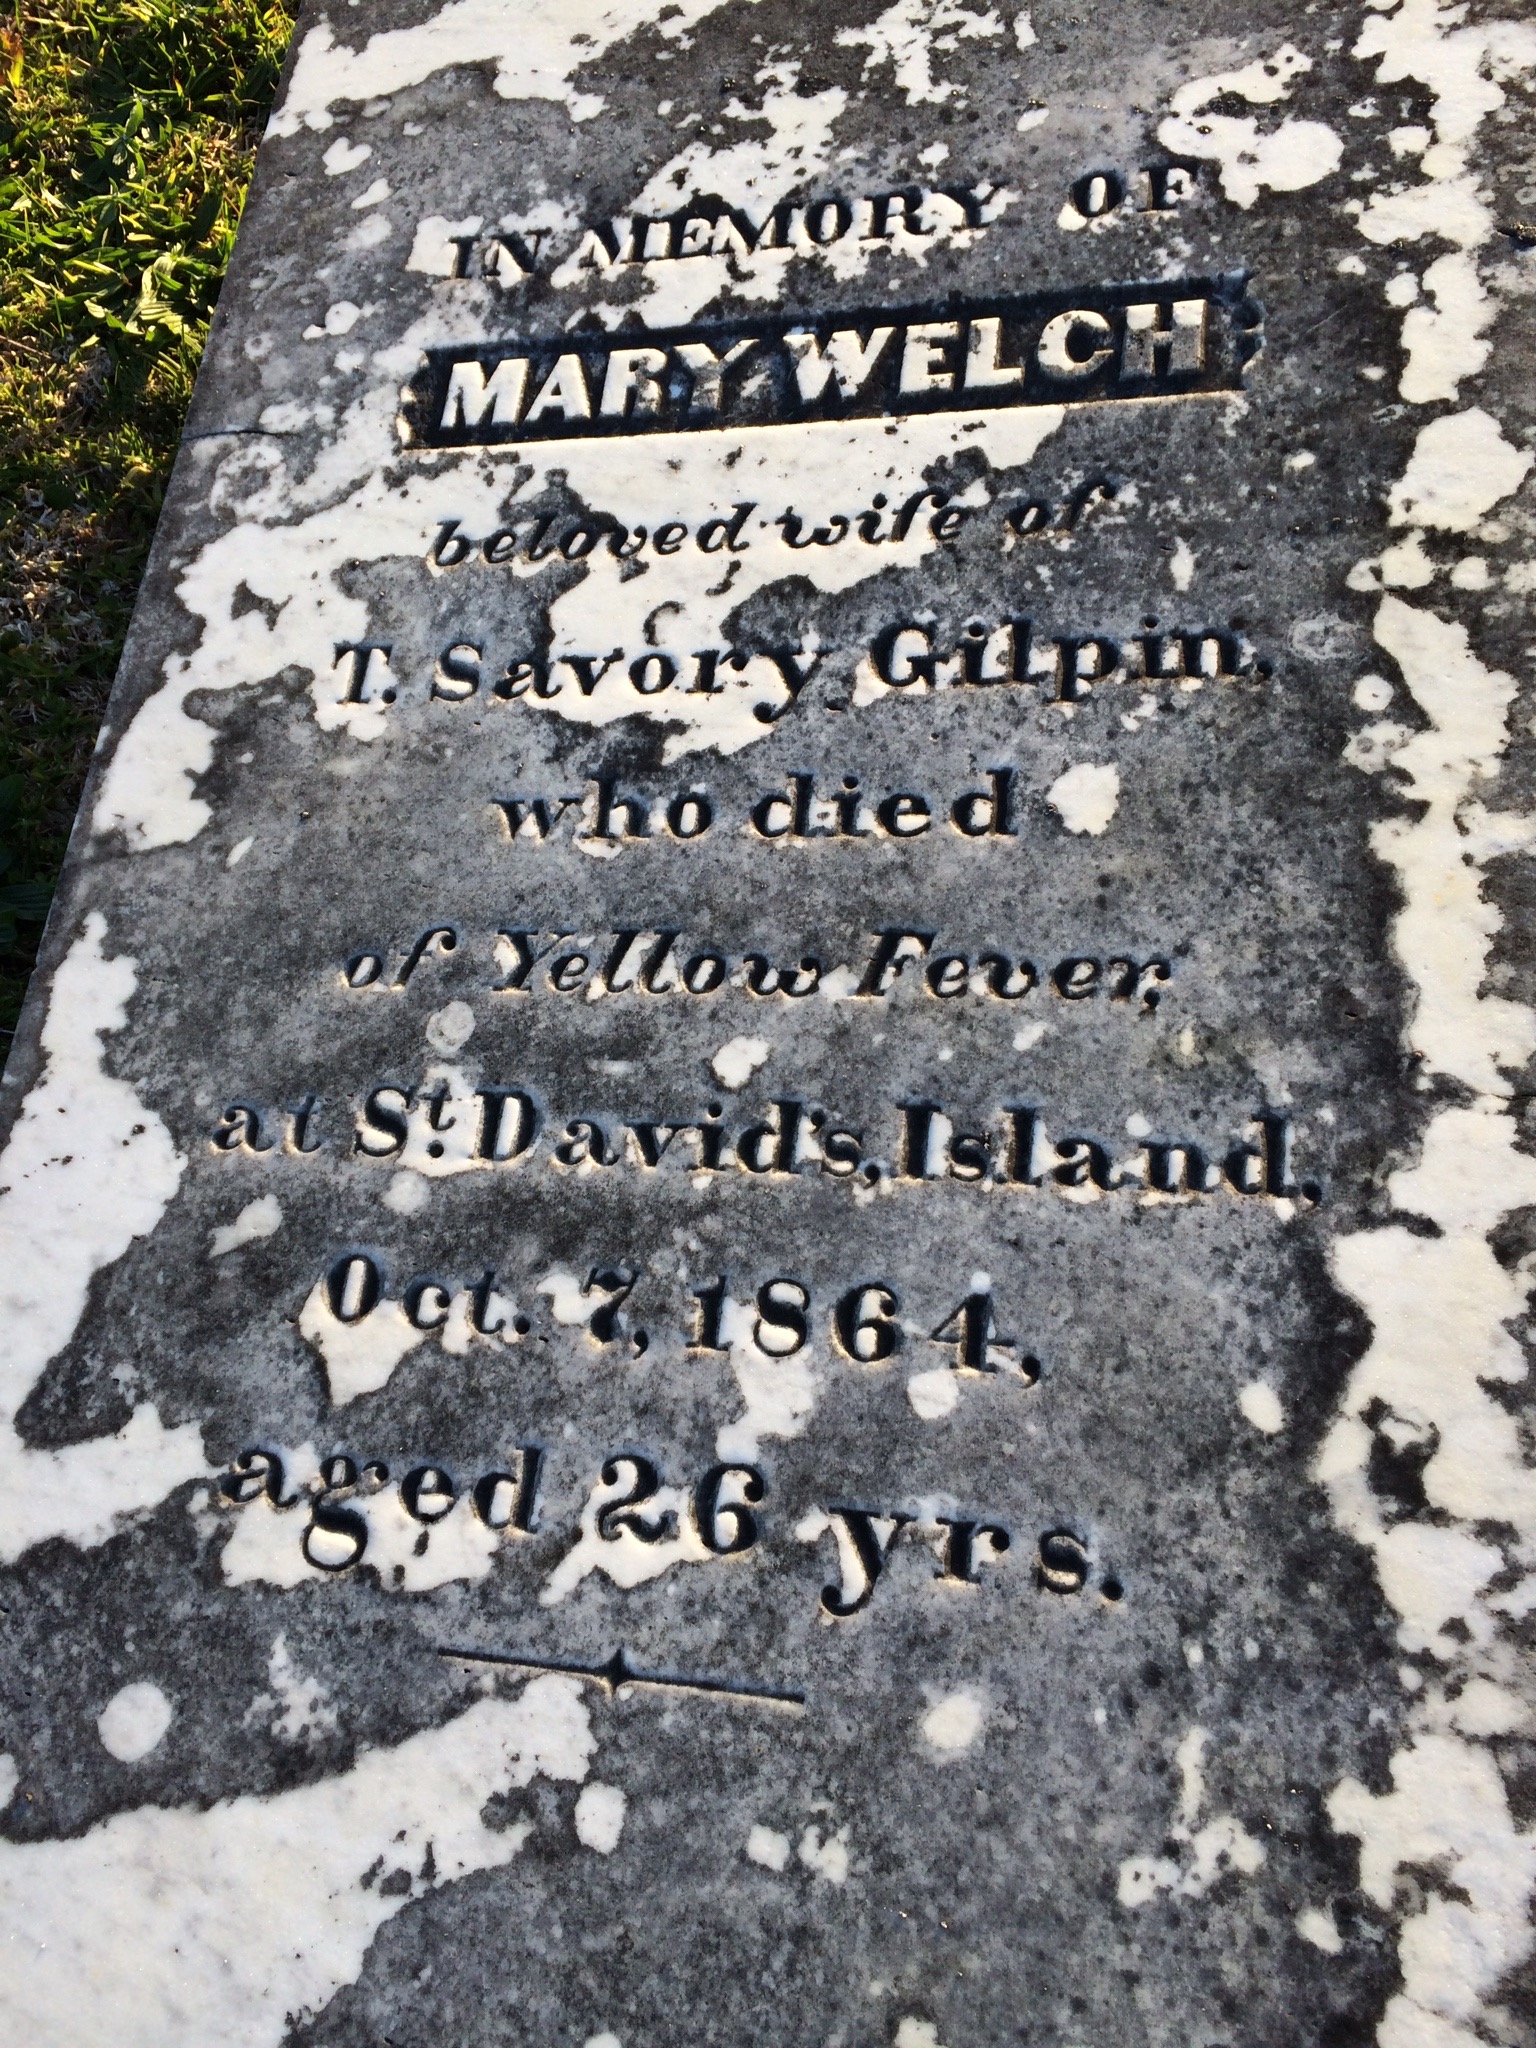 IN MEMORY OF
MARY WELCH
beloved wife of
T. Savory Gilpin,
who died
of Yellow Fever,
at St. David's, Island,
Oct. 7, 1864,
aged 26 yrs.